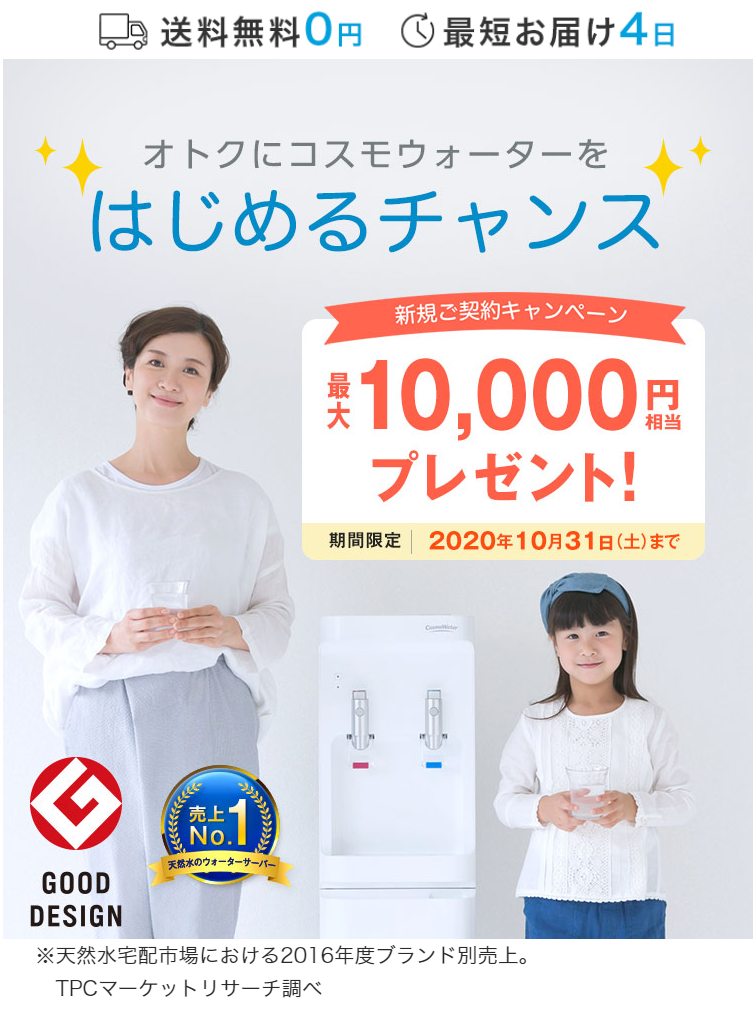 送料無料0円 最短お届け4日
オトクにコスモウォーターを
はじめるチャンス
新規ご契約キャンペーン
最大10,000円相当
プレゼント!
期間限定 2020年10月31日(土)まで
CosmoWater
売上
No.1
天然水のウォーターサーバー
GOOD
DESIGN
※天然水宅配市場における2016年度ブランド別売上。
TPCマーケットリサーチ調べ